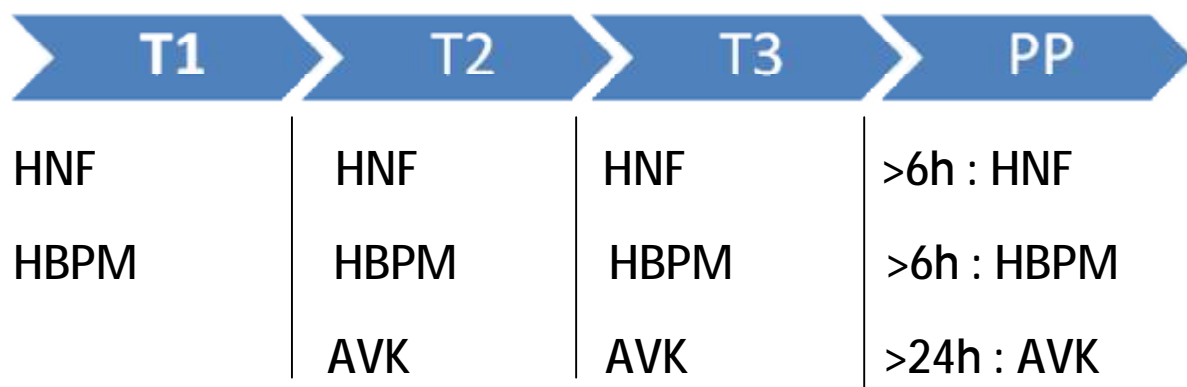 T1 T2 T3 PP
HNF HNF HNF >6h : HNF
HBPM HBPM HBPM >6h : HBPM
AVK AVK >24h : AVK